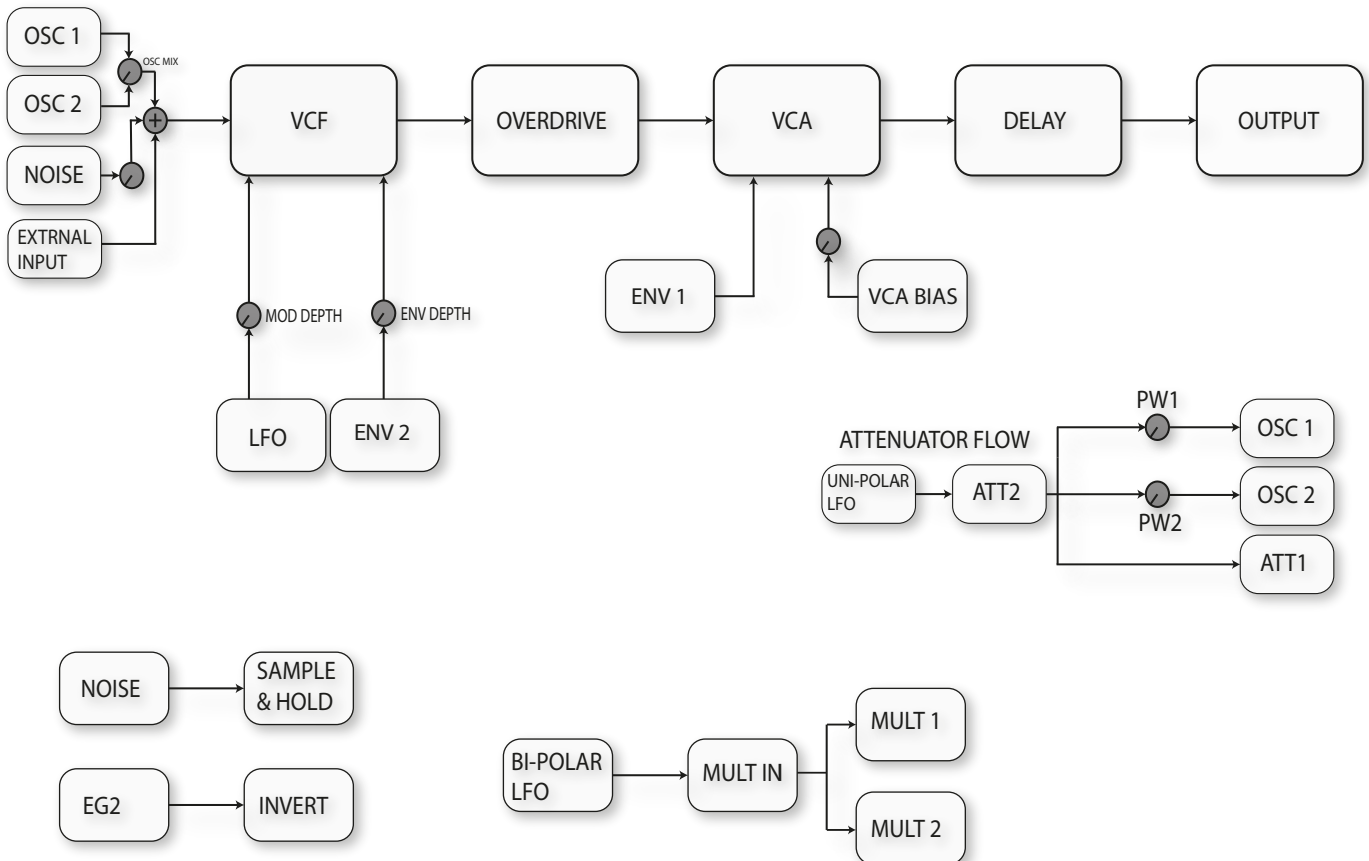 OSC 1
OSC MIX
OSC 2
NOISE
EXTRNAL
INPUT
VCF
OVERDRIVE
VCA
DELAY
OUTPUT
MOD DEPTH
ENV DEPTH
LFO
ENV 2
ENV 1
VCA BIAS
ATTENUATOR FLOW
UNI-POLAR
LFO
ATT2
PW1
OSC 1
PW2
OSC 2
ATT1
NOISE
SAMPLE
& HOLD
EG2
INVERT
BI-POLAR
LFO
MULT IN
MULT 1
MULT 2